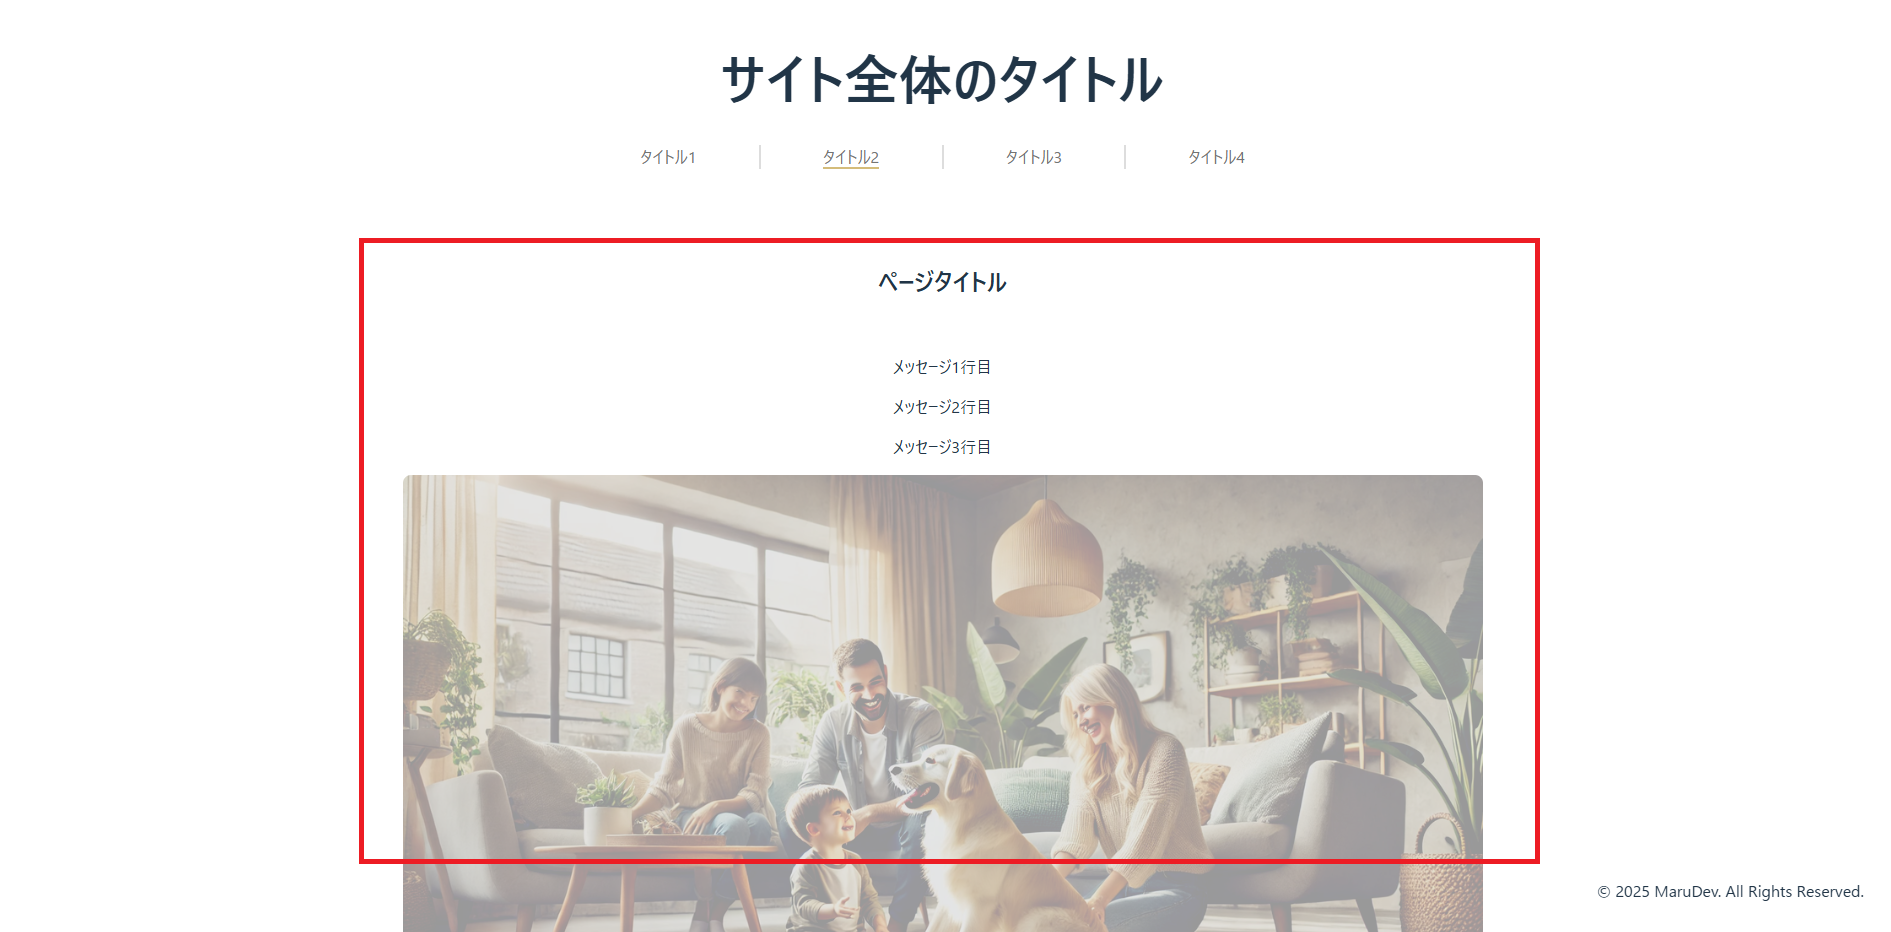 サイト全体のタイトル
タイトル1
タイトル2
タイトル3
タイトル4
ページタイトル
メッセージ1行目
メッセージ2行目
メッセージ3行目
© 2025 MaruDev. All Rights Reserved.